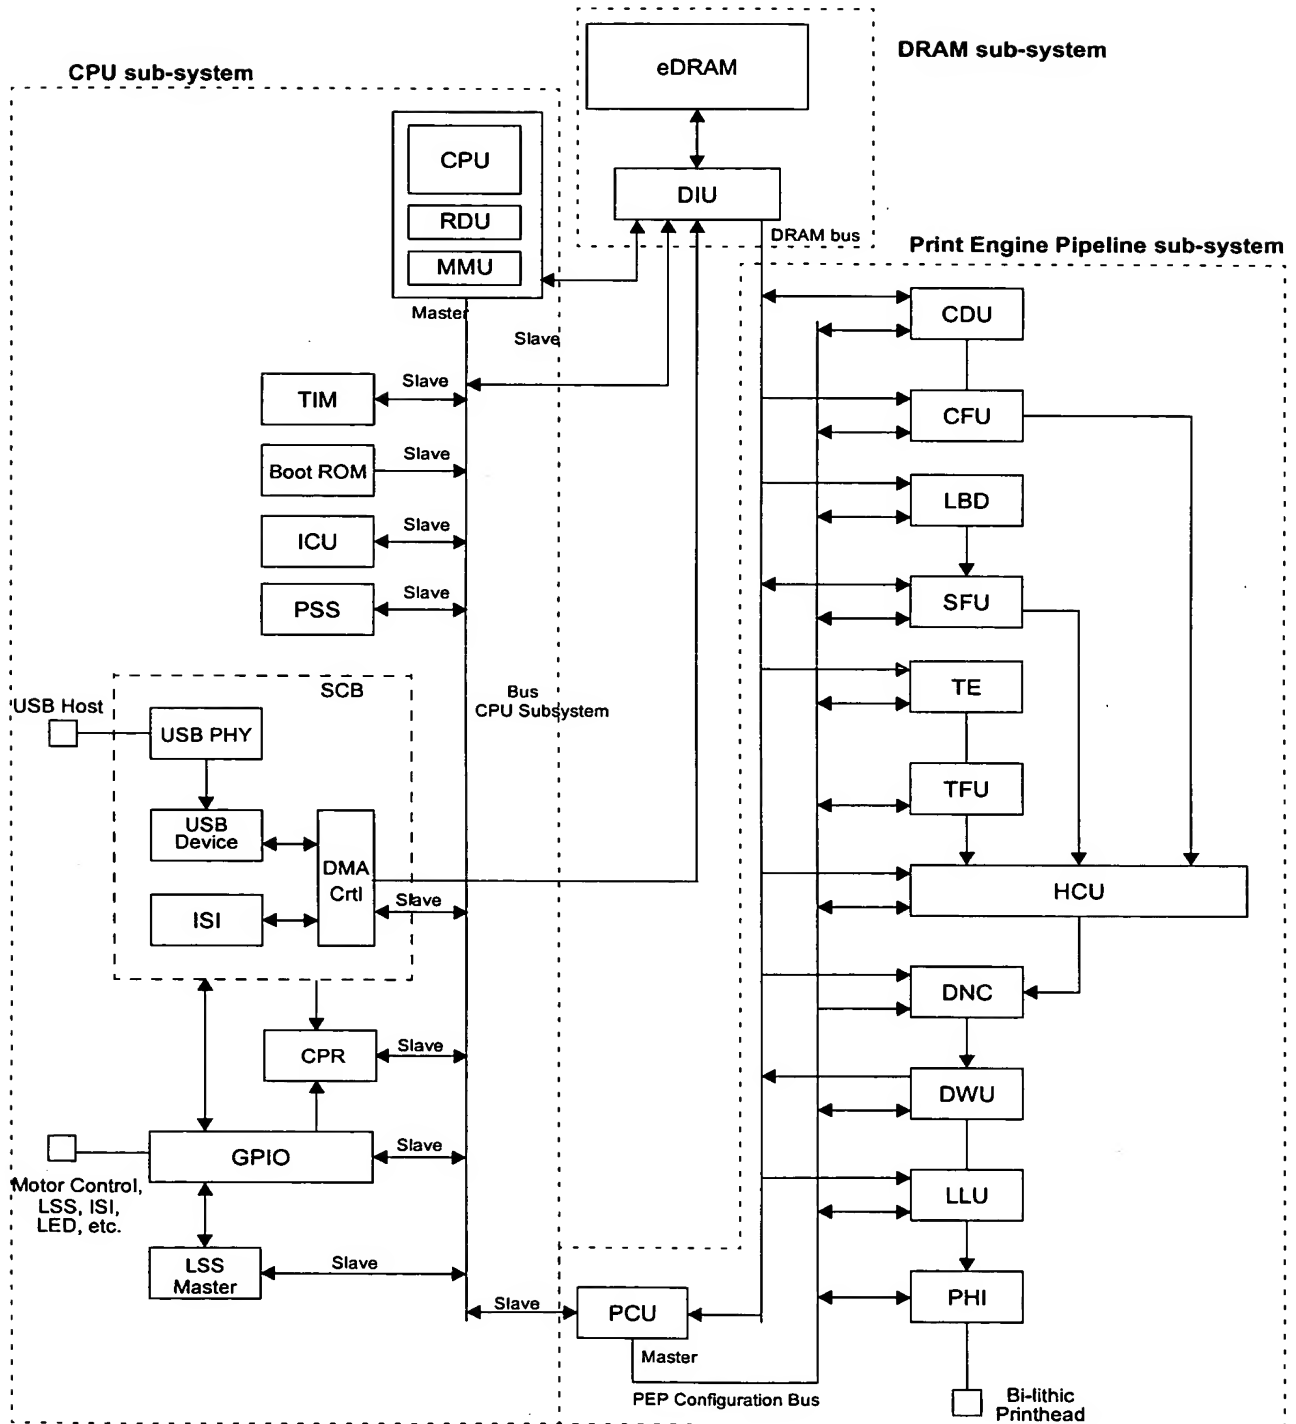 DRAM sub-system
CPU sub-system
eDRAM
CPU
RDU
MMU
DIU
DRAM bus
Print Engine Pipeline sub-system
Master
Slave
CDU
TIM
Slave
CFU
Boot ROM
Slave
LBD
ICU
Slave
PSS
Slave
SFU
SCB
TE
USB Host
USB PHY
Bus
CPU Subsystem
TFU
USB
Device
DMA
Crtl
ISI
Slave
HCU
DNC
CPR
Slave
DWU
GPIO
Slave
Motor Control,
LSS, ISI,
LED, etc.
LLU
LSS
Master
Slave
PHI
Slave
PCU
Master
PEP Configuration Bus
Bi-lithic
Printhead